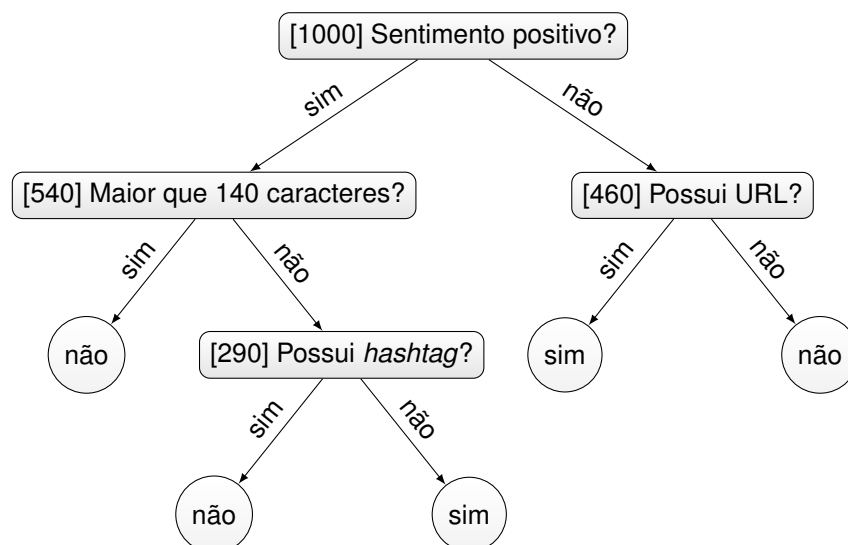 [1000] Sentimento positivo?
sim
não
[540] Maior que 140 caracteres?
[460] Possui URL?
sim
não
sim
não
não
[290] Possui hashtag?
sim
não
sim
não
não
sim